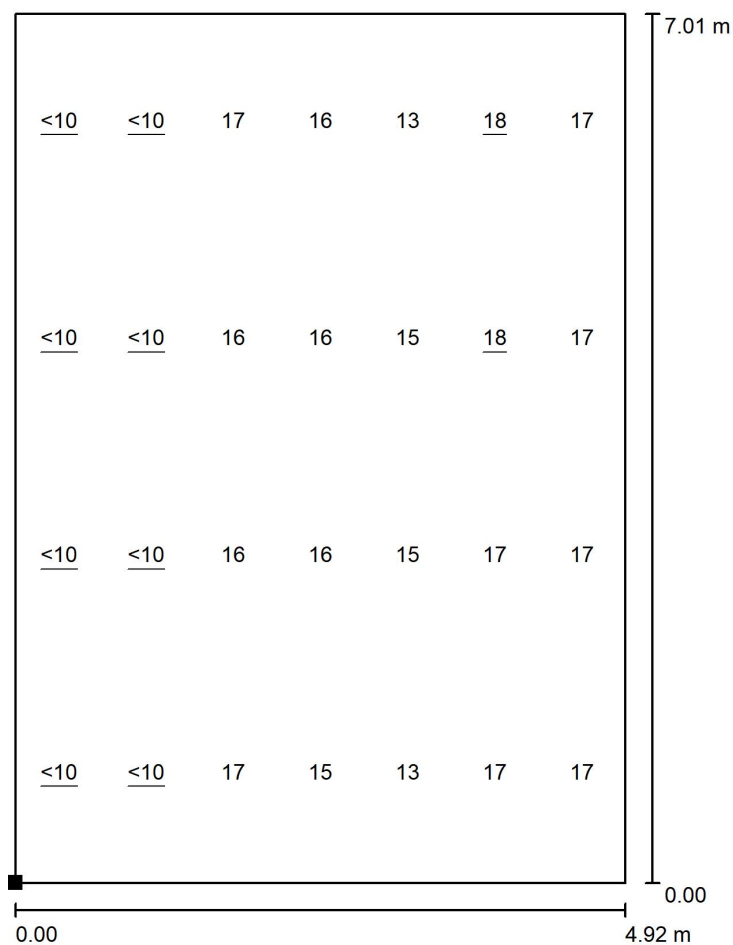 7.01 m
<10 <10 17 16 13 18 17
<10 <10 16 16 15 18 17
<10 <10 16 16 15 17 17
<10 <10 17 15 13 17 17
0.00
0.00 4.92 m